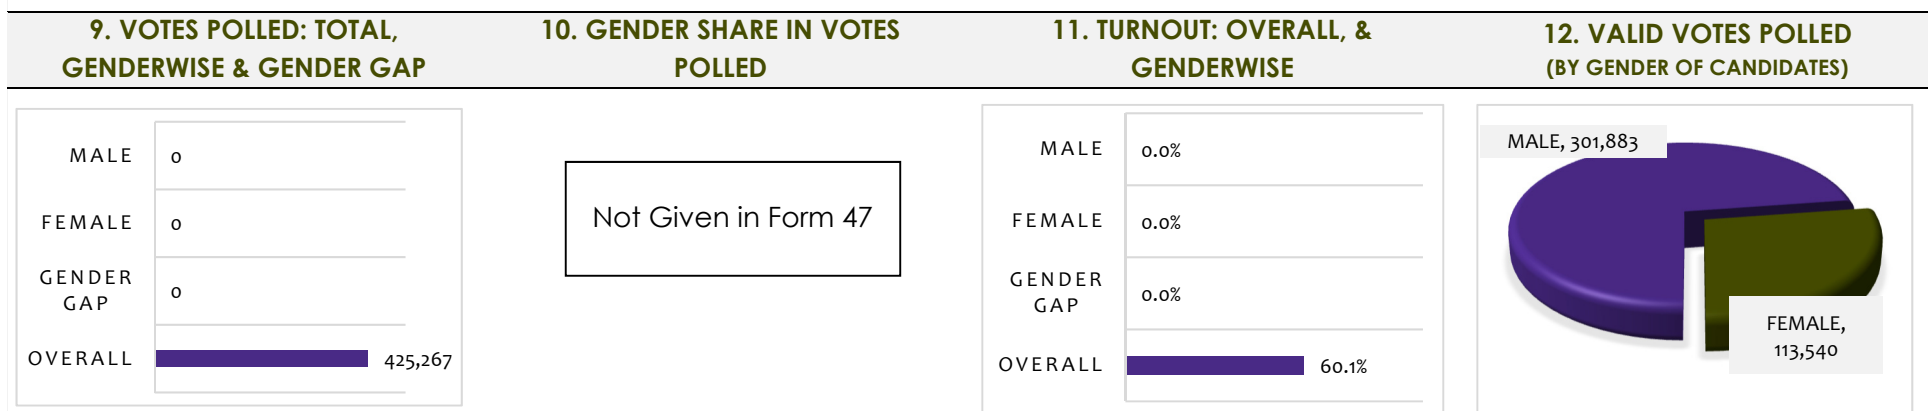 9. VOTES POLLED: TOTAL,
GENDERWISE & GENDER GAP
MALE 0
FEMALE 0
GENDER
GAP 0
OVERALL 425,267
10. GENDER SHARE IN VOTES
POLLED
Not Given in Form 47
11. TURNOUT: OVERALL, &
GENDERWISE
MALE 0.0%
FEMALE 0.0%
GENDER
GAP 0.0%
OVERALL 60.1%
12. VALID VOTES POLLED
(BY GENDER OF CANDIDATES)
MALE, 301,883
FEMALE,
113,540